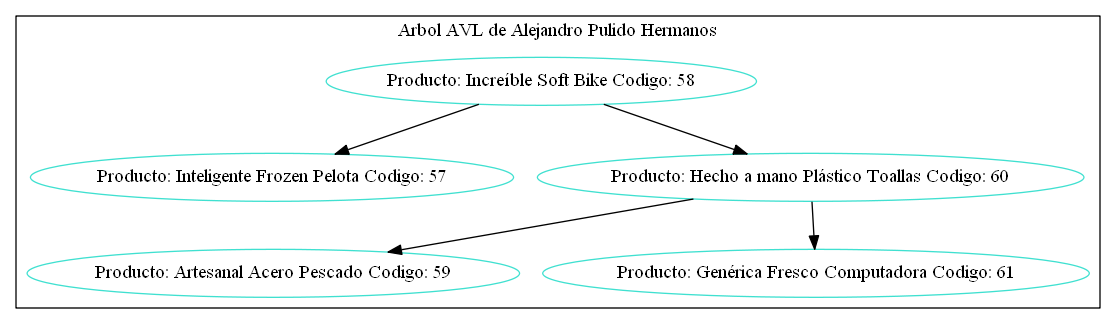 Arbol AVL de Alejandro Pulido Hermanos
Producto: Increíble Soft Bike Codigo: 58
Producto: Inteligente Frozen Pelota Codigo: 57
Producto: Hecho a mano Plástico Toallas Codigo: 60
Producto: Artesanal Acero Pescado Codigo: 59
Producto: Genérica Fresco Computadora Codigo: 61